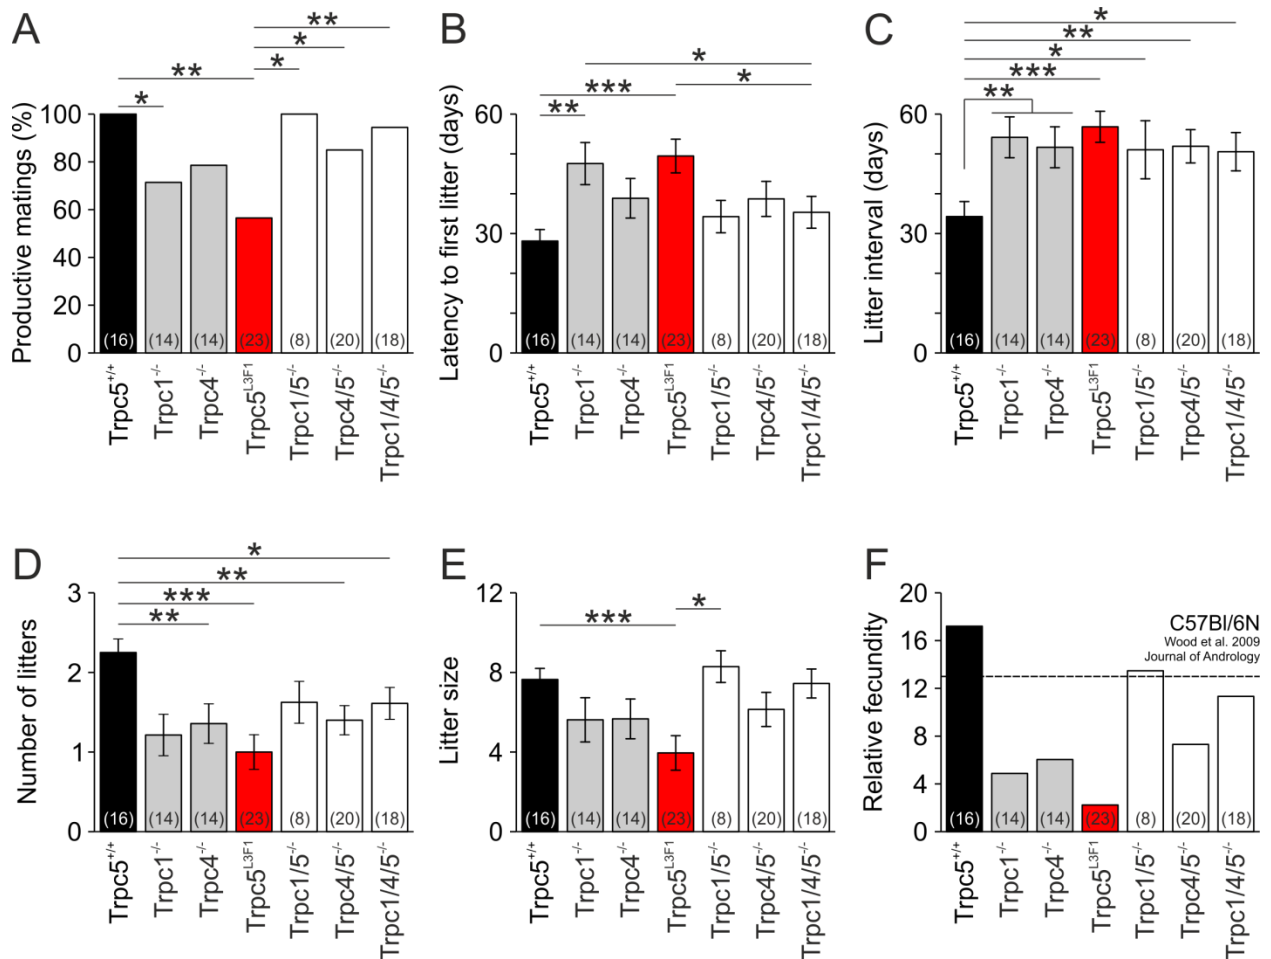 A
Productive matings (%)
**
*
*
**
*
100
80
60
40
20
0
(16) (14) (14) (23) (8) (20) (18)
Trpc5+/+ Trpc1-/- Trpc4-/- Trpc5L3F1 Trpc1/5-/- Trpc4/5-/- Trpc1/4/5-/-
B
Latency to first litter (days)
*
*** *
**
60
30
0
(16) (14) (14) (23) (8) (20) (18)
Trpc5+/+ Trpc1-/- Trpc4-/- Trpc5L3F1 Trpc1/5-/- Trpc4/5-/- Trpc1/4/5-/-
C
Litter interval (days)
*
**
*
***
**
60
30
0
(16) (14) (14) (23) (8) (20) (18)
Trpc5+/+ Trpc1-/- Trpc4-/- Trpc5L3F1 Trpc1/5-/- Trpc4/5-/- Trpc1/4/5-/-
D
Number of litters
*
**
***
**
3
2
1
0
(16) (14) (14) (23) (8) (20) (18)
Trpc5+/+ Trpc1-/- Trpc4-/- Trpc5L3F1 Trpc1/5-/- Trpc4/5-/- Trpc1/4/5-/-
E
Litter size
*** *
12
8
4
0
(16) (14) (14) (23) (8) (20) (18)
Trpc5+/+ Trpc1-/- Trpc4-/- Trpc5L3F1 Trpc1/5-/- Trpc4/5-/- Trpc1/4/5-/-
F
Relative fecundity
20
16
12
8
4
0
C57Bl/6N
Wood et al. 2009
Journal of Andrology
(16) (14) (14) (23) (8) (20) (18)
Trpc5+/+ Trpc1-/- Trpc4-/- Trpc5L3F1 Trpc1/5-/- Trpc4/5-/- Trpc1/4/5-/-